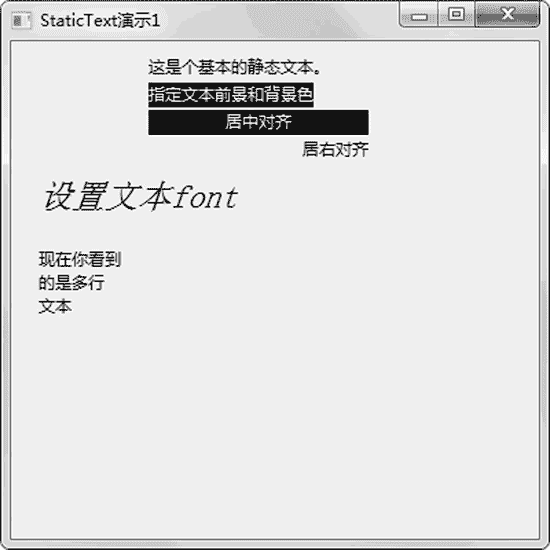 StaticText演示1
这是个基本的静态文本。
指定文本前景和背景色
居中对齐
居右对齐
设置文本font
现在你看到
的是多行
文本